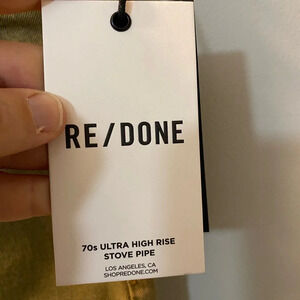 RE/DONE
70s ULTRA HIGH RISE
STOVE PIPE
LOS ANGELES, CA
SHOPREDONE.COM